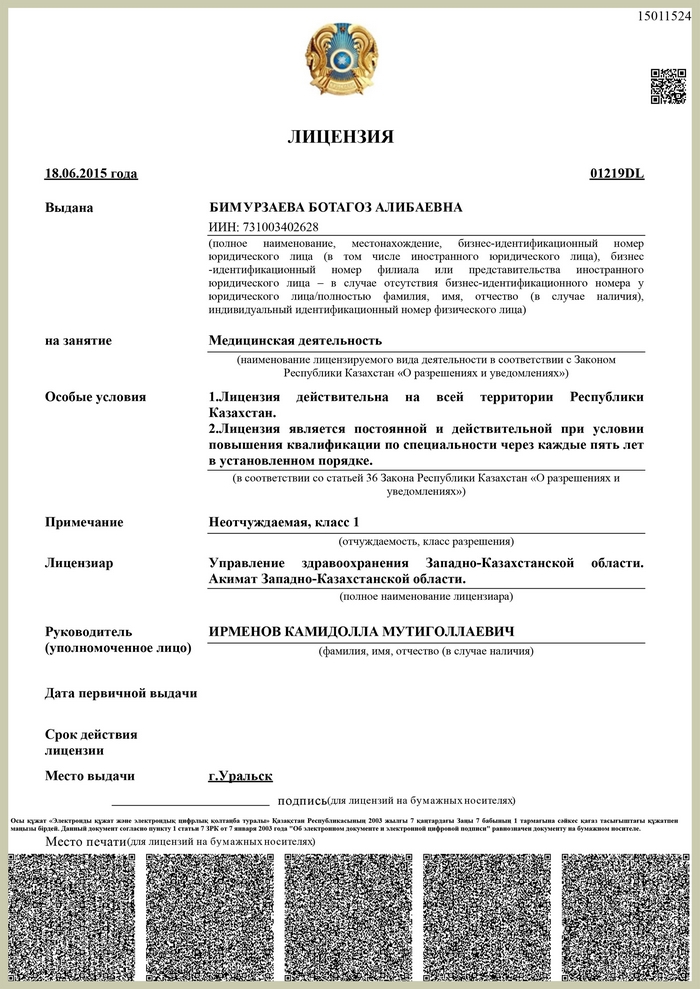 15011524
ЛИЦЕНЗИЯ
18.06.2015 года
01219DL
Выдана
БИМУРЗАЕВА БОТАГОЗ АЛИБАЕВНА
ИИН: 731003402628
(полное наименование, местонахождение, бизнес-идентификационный номер
юридического лица (в том числе иностранного юридического лица), бизнес
-идентификационный номер филиала или представительства иностранного
юридического лица – в случае отсутствия бизнес-идентификационного номера у
юридического лица/полностью фамилия, имя, отчество (в случае наличия),
индивидуальный идентификационный номер физического лица)
на занятие
Медицинская деятельность
(наименование лицензируемого вида деятельности в соответствии с Законом
Республики Казахстан «О разрешениях и уведомлениях»)
Особые условия
1.Лицензия действительна на всей территории Республики
Казахстан.
2.Лицензия является постоянной и действительной при условии
повышения квалификации по специальности через каждые пять лет
в установленном порядке.
(в соответствии со статьей 36 Закона Республики Казахстан «О разрешениях и
уведомлениях»)
Примечание
Неотчуждаемая, класс 1
(отчуждаемость, класс разрешения)
Лицензиар
Управление здравоохранения Западно-Казахстанской области.
Акимат Западно-Казахстанской области.
(полное наименование лицензиара)
Руководитель
(уполномоченное лицо)
ИРМЕНОВ КАМИДОЛЛА МУТИГОЛЛАЕВИЧ
(фамилия, имя, отчество (в случае наличия)
Дата первичной выдачи
Срок действия
лицензии
Место выдачи
г.Уральск
подпись(для лицензий на бумажных носителях)
Осы құжат «Электронды құжат және электрондық цифрлық қолтаңба туралы» Қазақстан Республикасының 2003 жылғы 7 қаңтардағы Заңы 7 бабының 1 тармағына сәйкес қағаз тасығыштағы құжатпен
маңызы бірдей. Данный документ согласно пункту 1 статьи 7 ЗРК от 7 января 2003 года "Об электронном документе и электронной цифровой подписи" равнозначен документу на бумажном носителе.
Место печати(для лицензий на бумажных носителях)